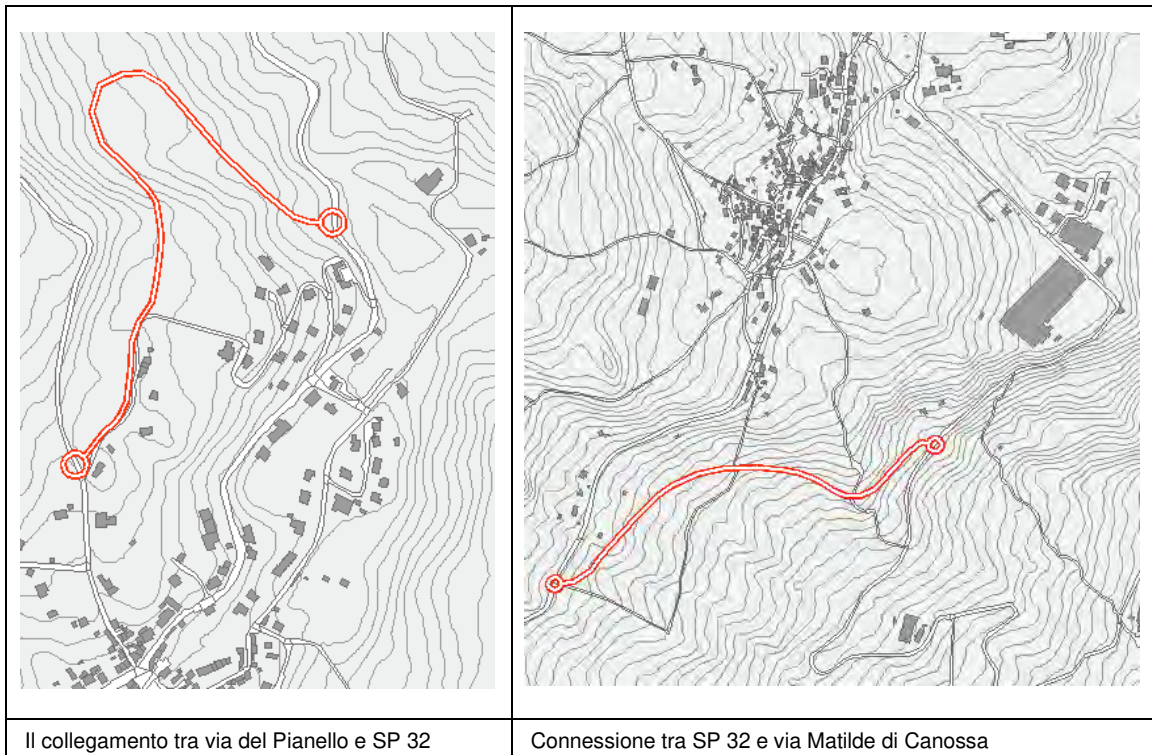 Il collegamento tra via del Pianello e SP 32
Connessione tra SP 32 e via Matilde di Canossa